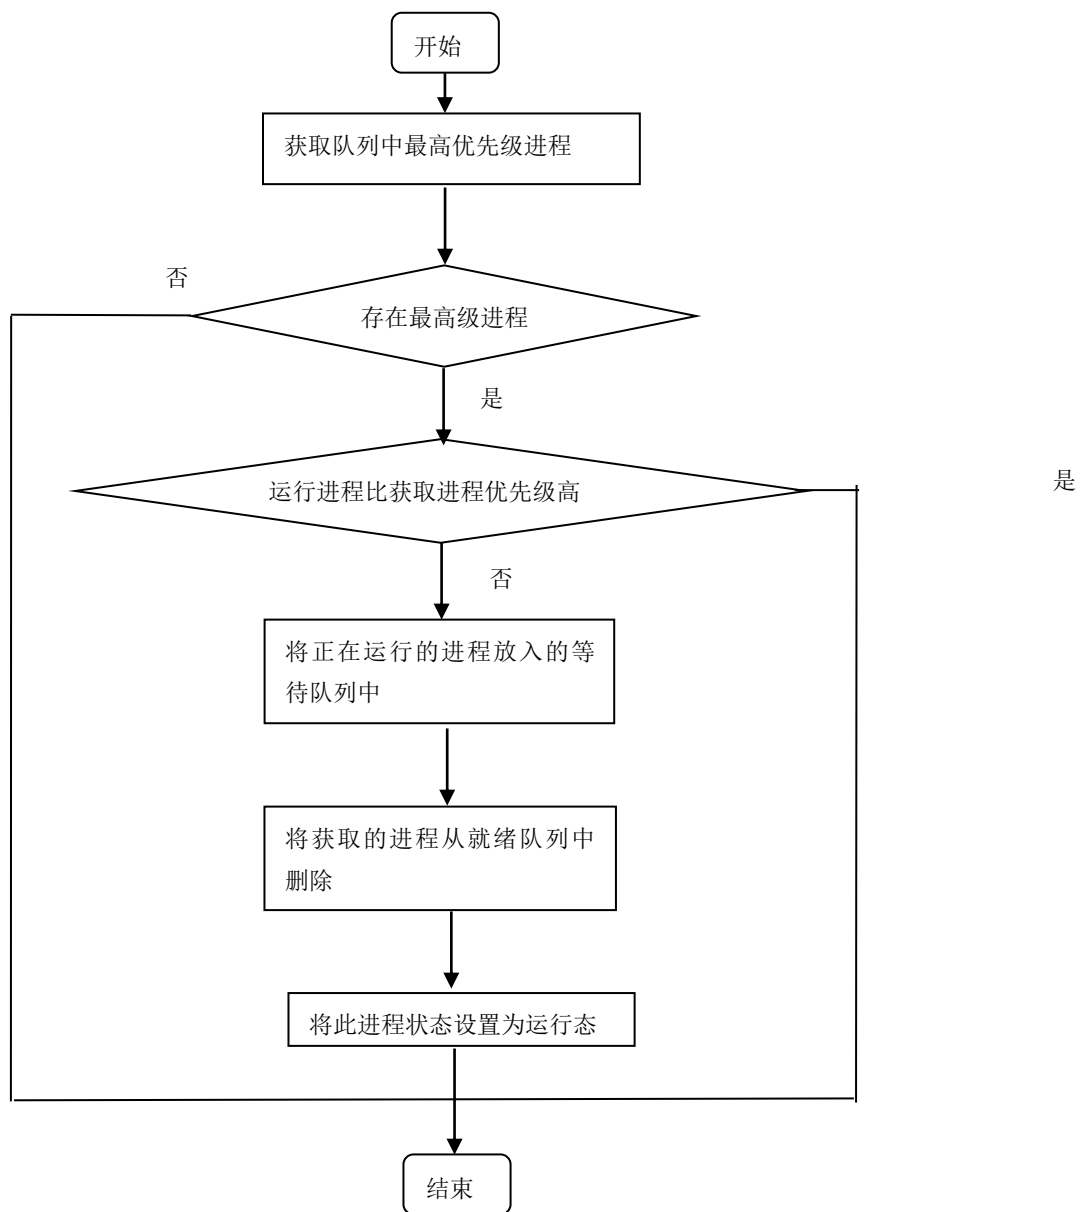 开始
获取队列中最高优先级进程
否
存在最高级进程
是
运行进程比获取进程优先级高
是
否
将正在运行的进程放入的等
待队列中
将获取的进程从就绪队列中
删除
将此进程状态设置为运行态
结束